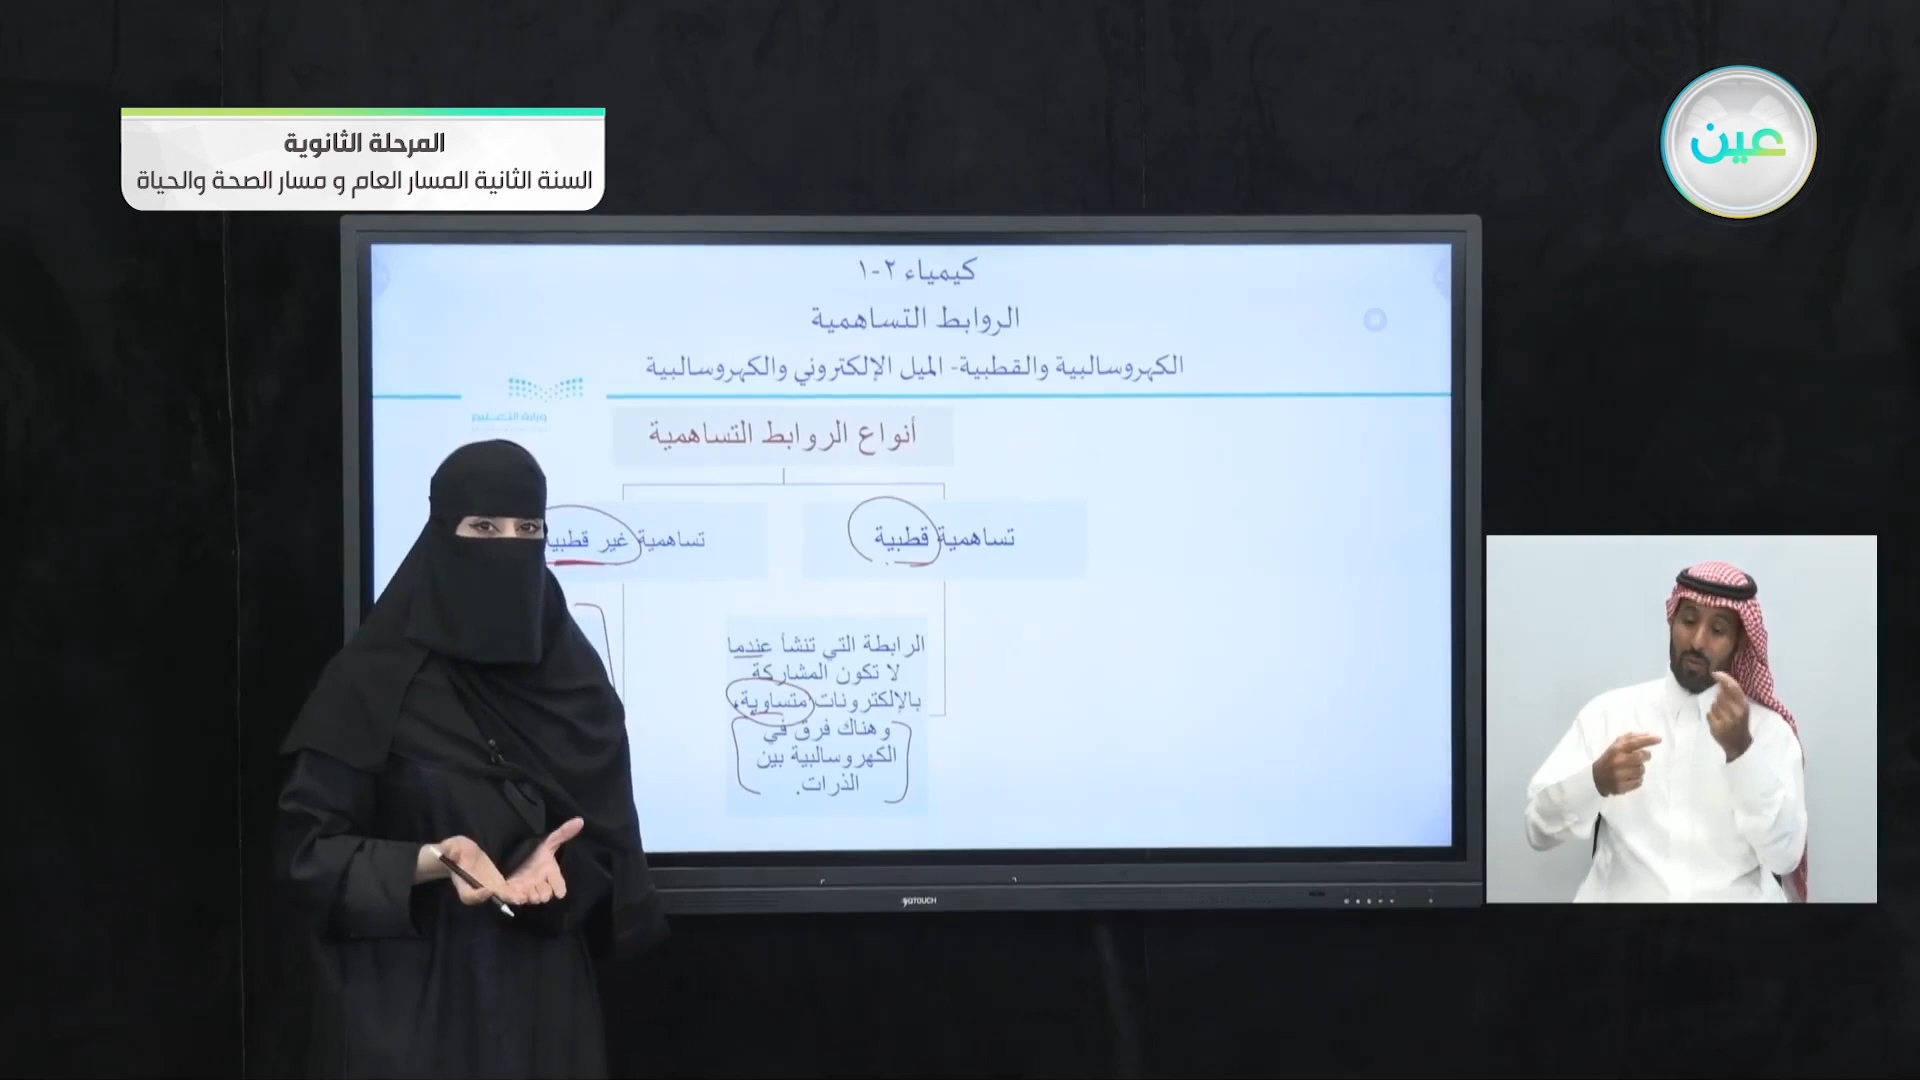 المرحلة الثانوية
السنة الثانية المسار العام و مسار الصحة والحياة
عين
كيمياء ٢-١
الروابط التساهمية
الكهروسالبية والقطبية- الميل الإلكتروني والكهروسالبية
وزارة التعليم
أنواع الروابط التساهمية
تساهمية قطبية
تساهمية غير قطبية
الرابطة التي تنشأ عندما
لا تكون المشاركة
بالإلكترونات متساوية،
وهناك فرق في
الكهروسالبية بين
الذرات.